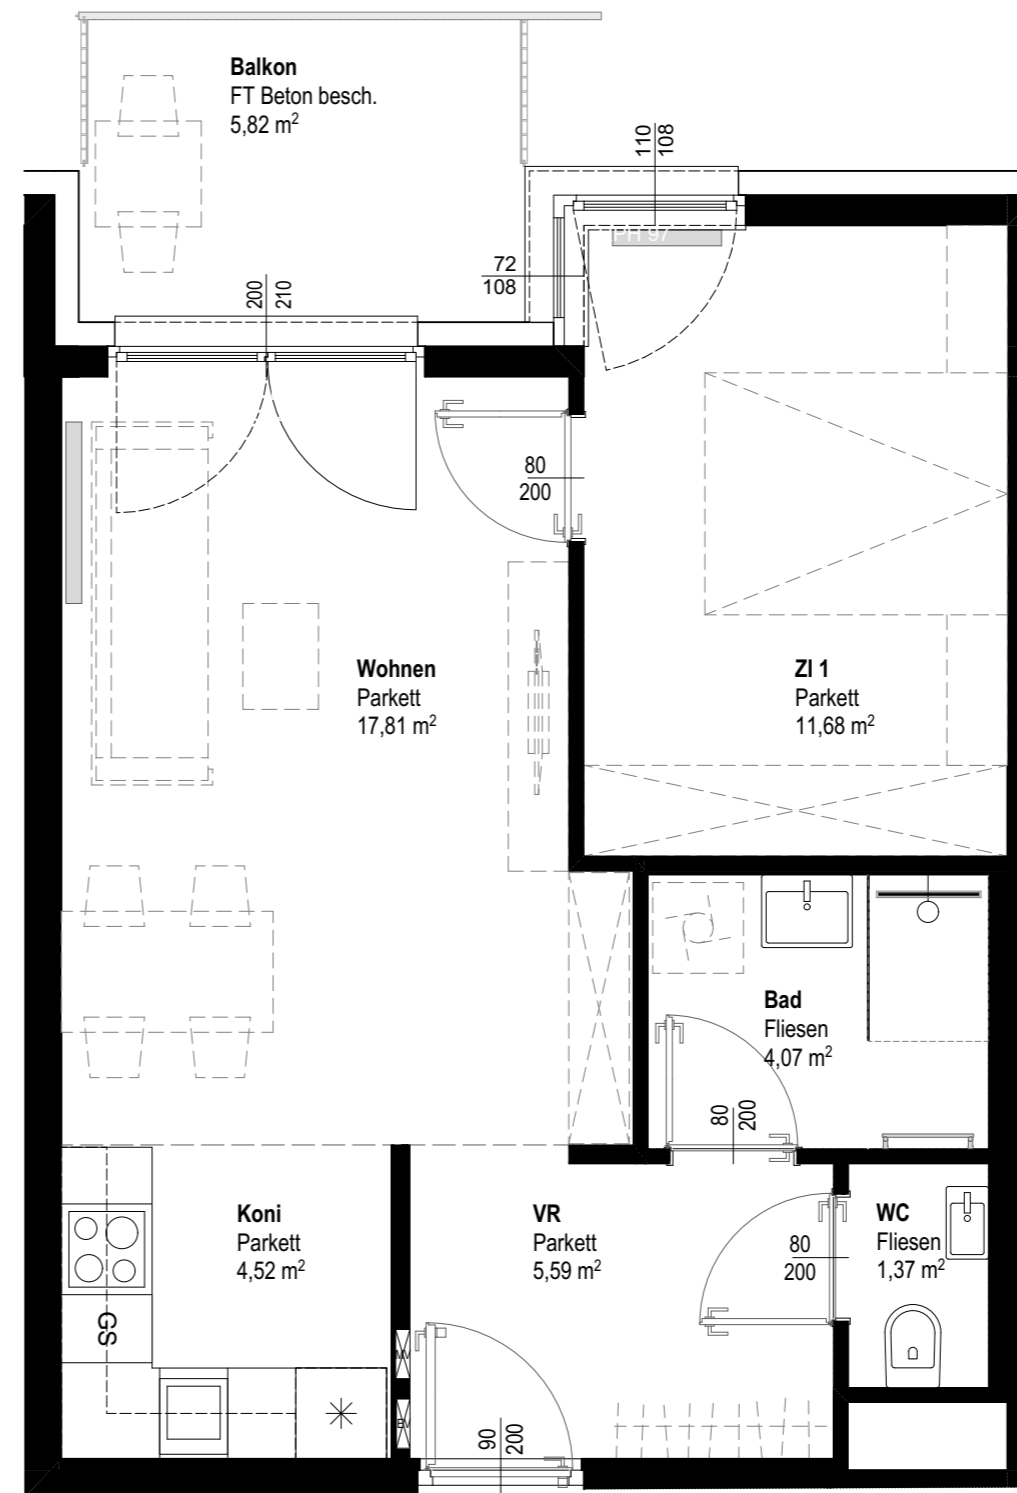 Balkon
FT Beton besch.
5,82 m²
110
108
PH 97
72
108
200
210
80
200
Wohnen
Parkett
17,81 m²
ZI 1
Parkett
11,68 m²
Bad
Fliesen
4,07 m²
80
200
Koni
Parkett
4,52 m²
VR
Parkett
5,59 m²
80
200
WC
Fliesen
1,37 m²
GS
90
200